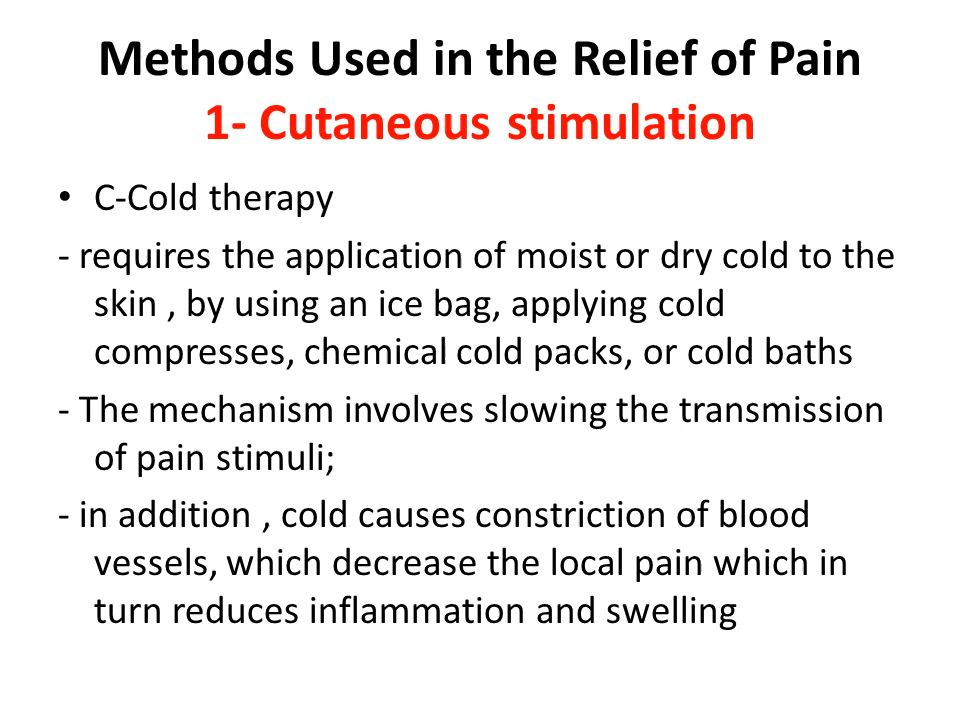 Methods Used in the Relief of Pain
1- Cutaneous stimulation
• C-Cold therapy
- requires the application of moist or dry cold to the
skin , by using an ice bag, applying cold
compresses, chemical cold packs, or cold baths
- The mechanism involves slowing the transmission
of pain stimuli;
- in addition , cold causes constriction of blood
vessels, which decrease the local pain which in
turn reduces inflammation and swelling